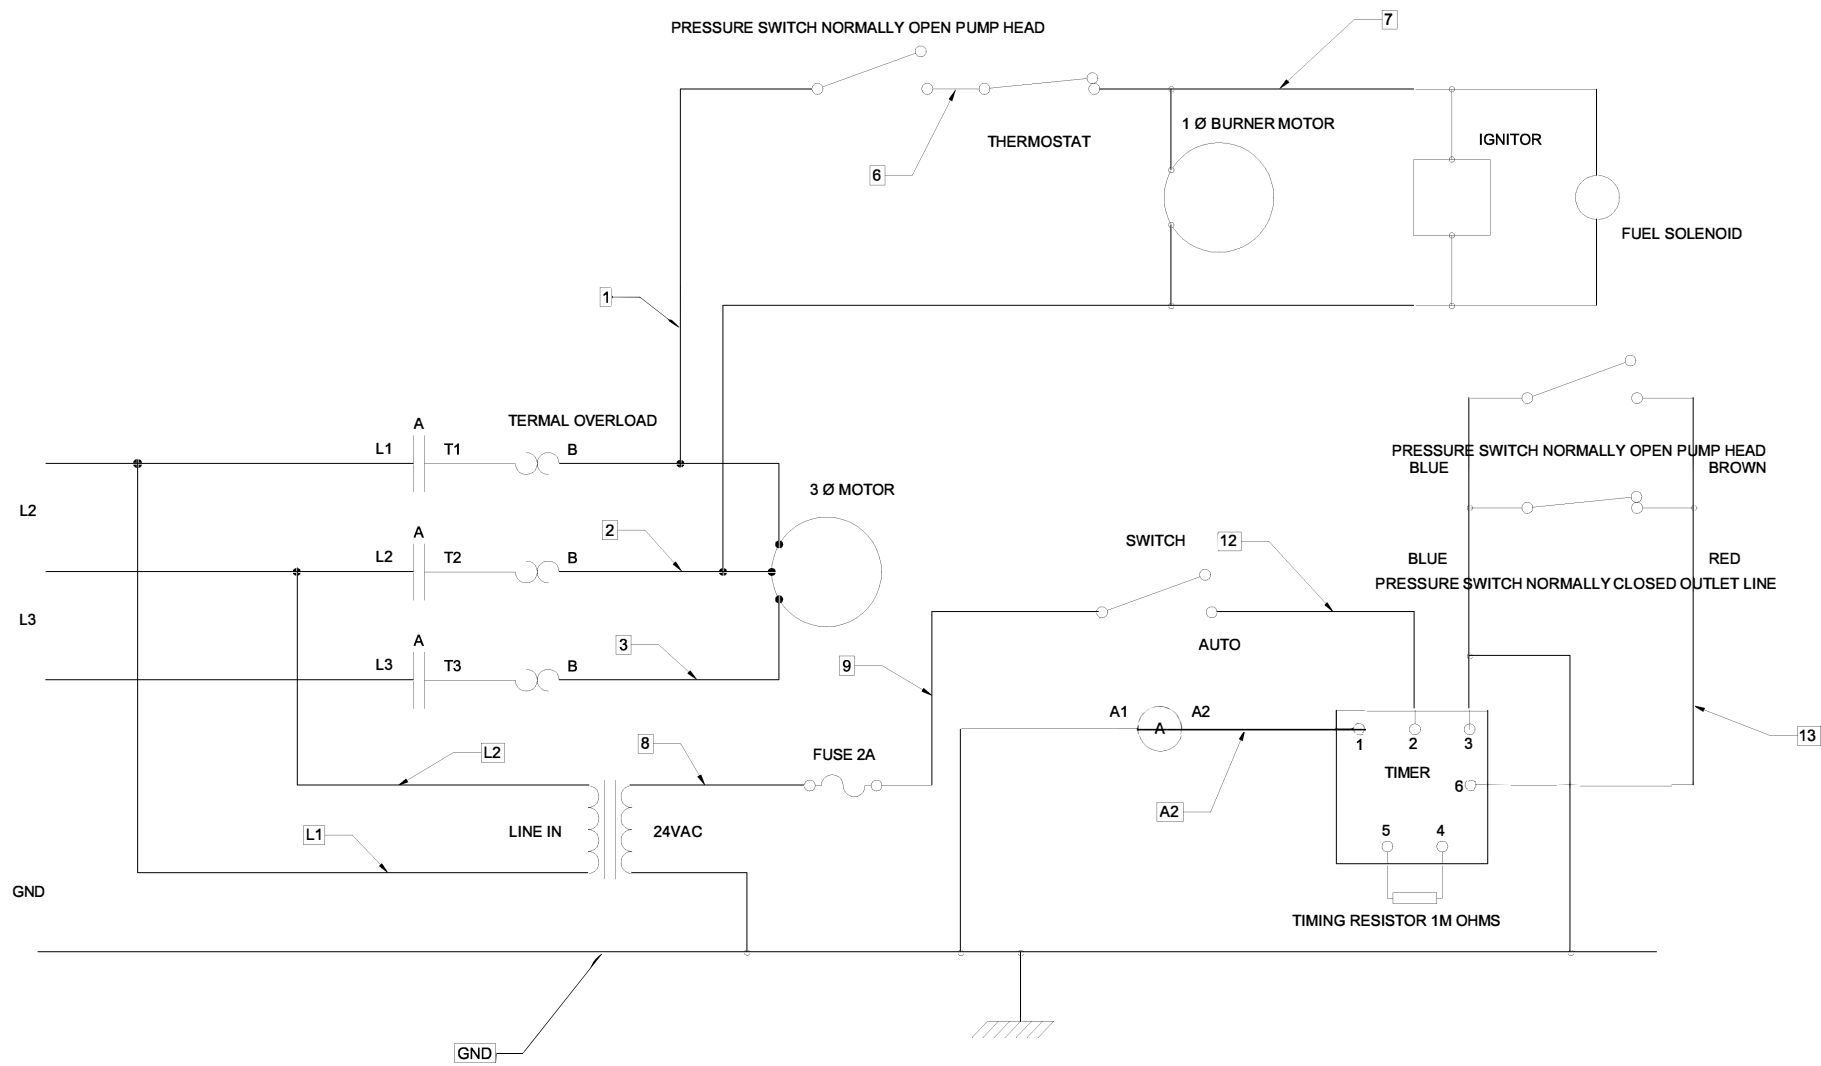 PRESSURE SWITCH NORMALLY OPEN PUMP HEAD
7
1 Ø BURNER MOTOR
THERMOSTAT
IGNITOR
6
FUEL SOLENOID
1
A
TERMAL OVERLOAD
L1
T1
B
PRESSURE SWITCH NORMALLY OPEN PUMP HEAD
BLUE
BROWN
3 Ø MOTOR
L2
A
2
SWITCH
12
L2
T2
B
BLUE
RED
PRESSURE SWITCH NORMALLY CLOSED OUTLET LINE
L3
A
3
AUTO
L3
T3
B
9
A1
A
A2
1
2
3
13
L2
8
FUSE 2A
TIMER
6
A2
L1
LINE IN
24VAC
5
4
GND
TIMING RESISTOR 1M OHMS
GND